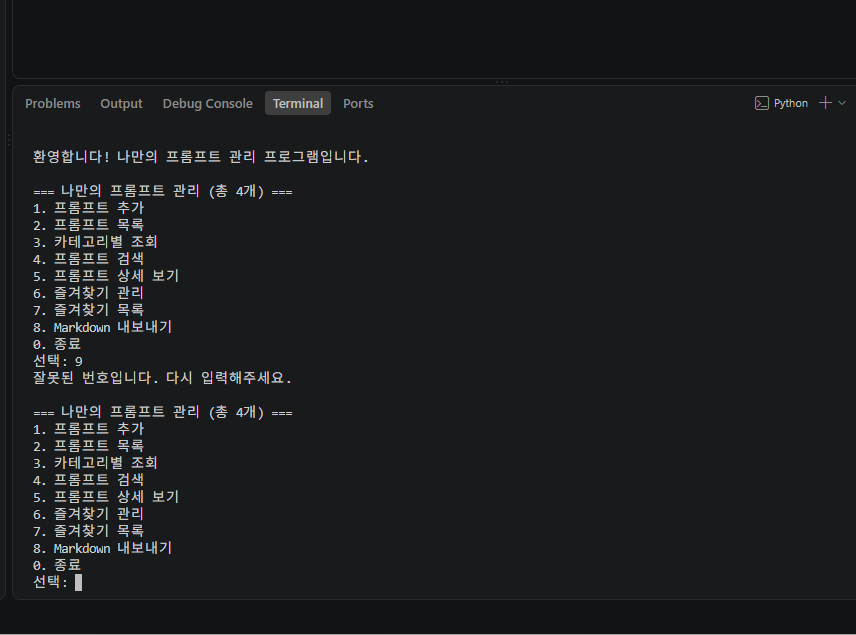 Problems Output Debug Console Terminal Ports Python
환영합니다! 나만의 프롬프트 관리 프로그램입니다.
=== 나만의 프롬프트 관리 (총 4개) ===
1. 프롬프트 추가
2. 프롬프트 목록
3. 카테고리별 조회
4. 프롬프트 검색
5. 프롬프트 상세 보기
6. 즐겨찾기 관리
7. 즐겨찾기 목록
8. Markdown 내보내기
0. 종료
선택: 9
잘못된 번호입니다. 다시 입력해주세요.
=== 나만의 프롬프트 관리 (총 4개) ===
1. 프롬프트 추가
2. 프롬프트 목록
3. 카테고리별 조회
4. 프롬프트 검색
5. 프롬프트 상세 보기
6. 즐겨찾기 관리
7. 즐겨찾기 목록
8. Markdown 내보내기
0. 종료
선택: